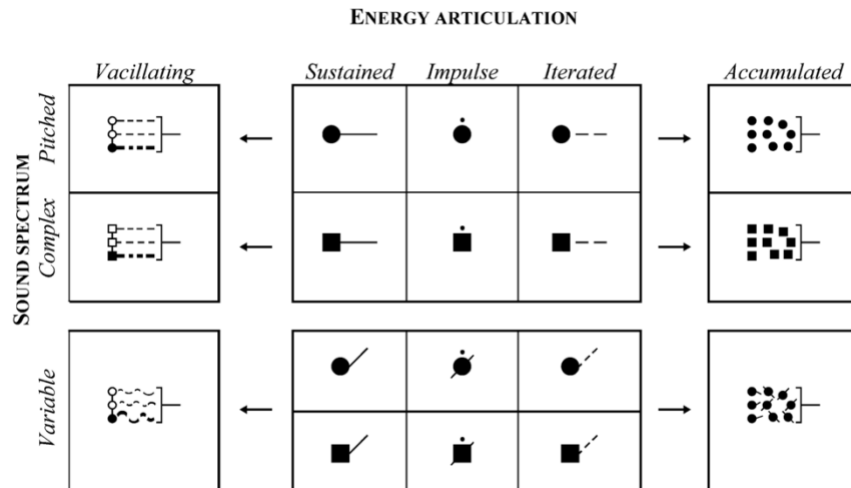 ENERGY ARTICULATION
Vacillating Sustained Impulse Iterated Accumulated
SOUND SPECTRUM
Pitched
Complex
Variable